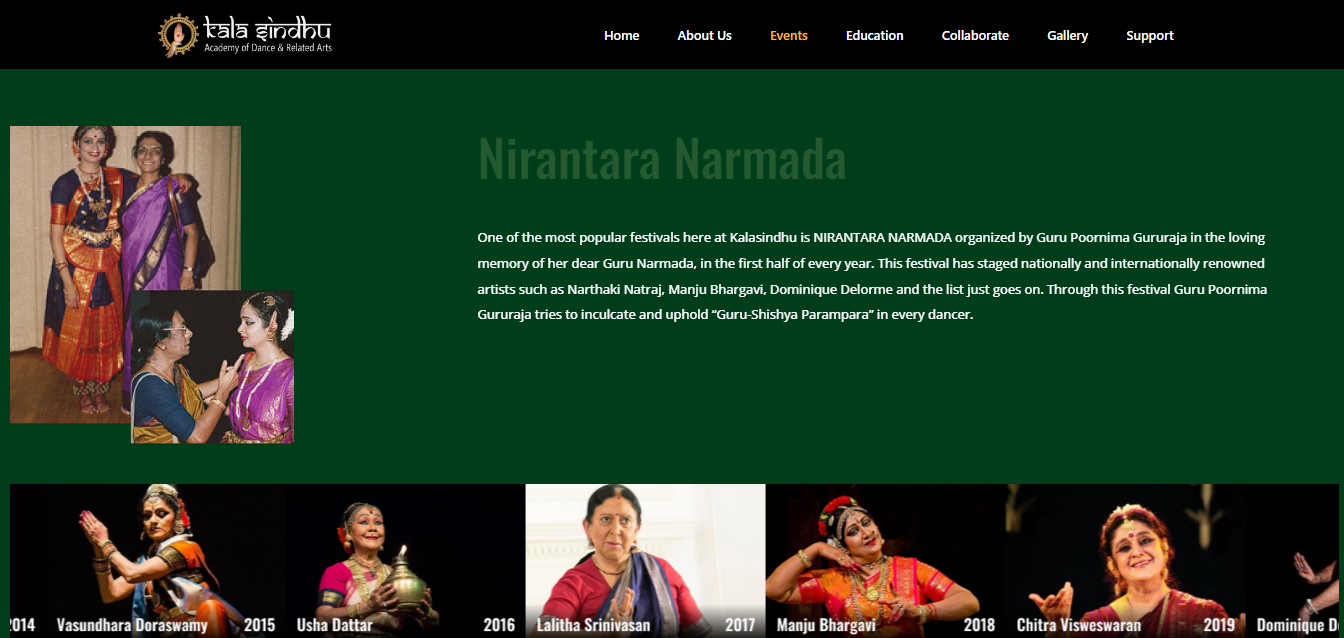 kala sindhu
Academy of Dance & Related Arts
Home About Us Events Education Collaborate Gallery Support
Nirantara Narmada
One of the most popular festivals here at Kalasindhu is NIRANTARA NARMADA organized by Guru Poornima Gururaja in the loving
memory of her dear Guru Narmada, in the first half of every year. This festival has staged nationally and internationally renowned
artists such as Narthaki Natraj, Manju Bhargavi, Dominique Delorme and the list just goes on. Through this festival Guru Poornima
Gururaja tries to inculcate and uphold “Guru-Shishya Parampara” in every dancer.
2014 Vasundhara Doraswamy 2015 Usha Dattar 2016 Lalitha Srinivasan 2017 Manju Bhargavi 2018 Chitra Visweswaran 2019 Dominique D